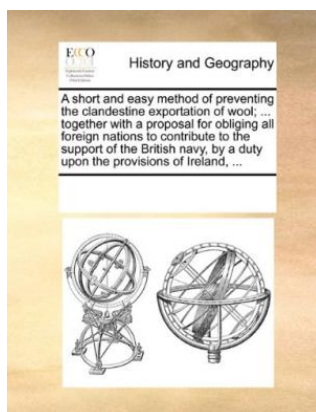 ECCO
History and Geography
A short and easy method of preventing
the clandestine exportation of wool; ...
together with a proposal for obliging all
foreign nations to contribute to the
support of the British navy, by a duty
upon the provisions of Ireland, ...